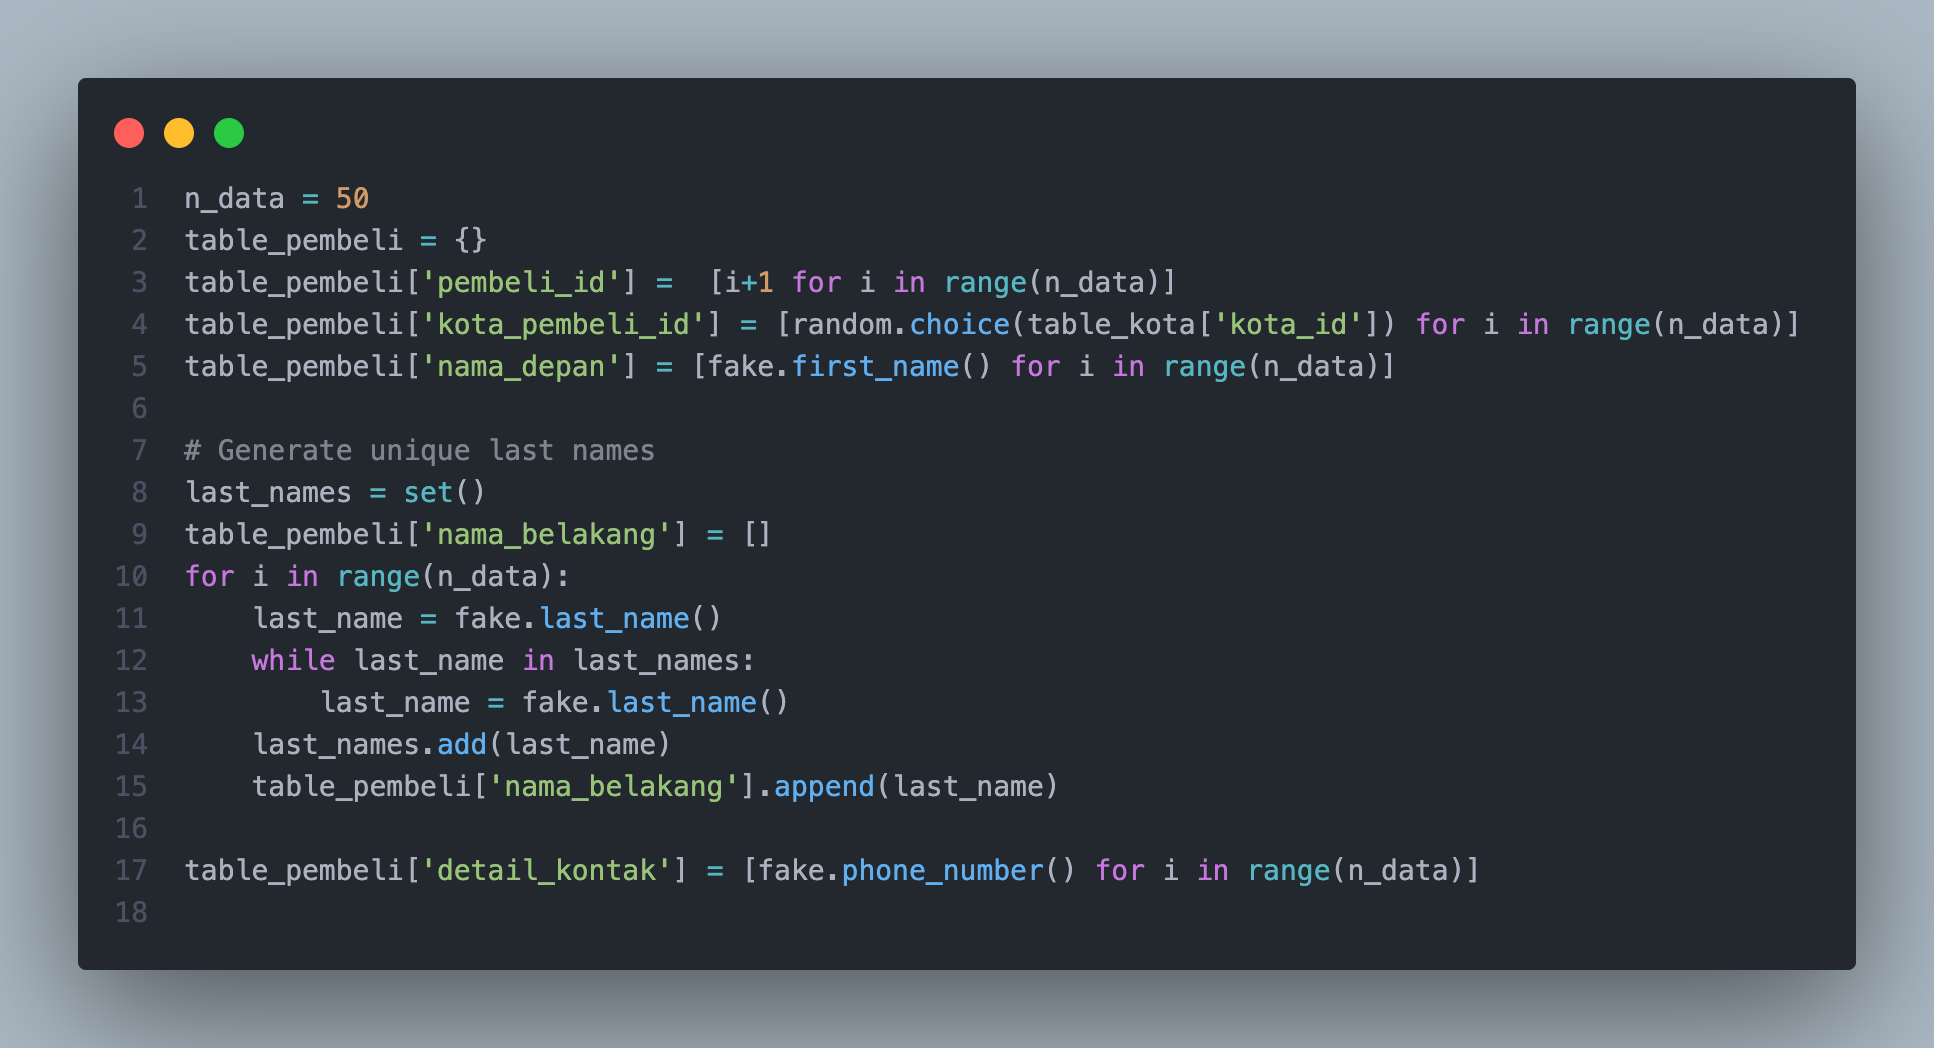 1 n_data = 50
2 table_pembeli = {}
3 table_pembeli['pembeli_id'] =  [i+1 for i in range(n_data)]
4 table_pembeli['kota_pembeli_id'] = [random.choice(table_kota['kota_id']) for i in range(n_data)]
5 table_pembeli['nama_depan'] = [fake.first_name() for i in range(n_data)]
6
7 # Generate unique last names
8 last_names = set()
9 table_pembeli['nama_belakang'] = []
10 for i in range(n_data):
11     last_name = fake.last_name()
12     while last_name in last_names:
13         last_name = fake.last_name()
14     last_names.add(last_name)
15     table_pembeli['nama_belakang'].append(last_name)
16
17 table_pembeli['detail_kontak'] = [fake.phone_number() for i in range(n_data)]
18